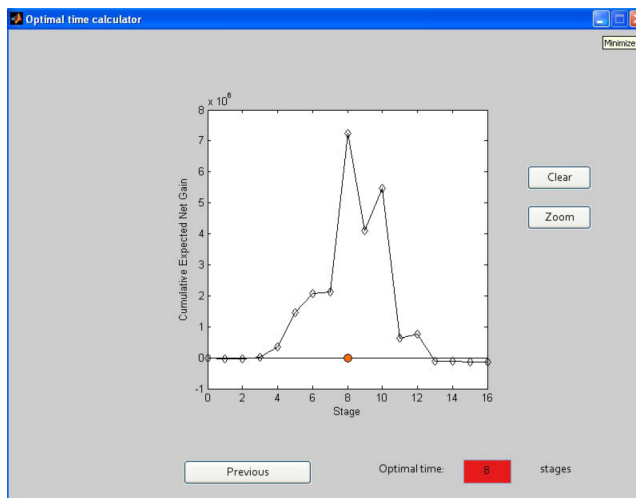 Optimal time calculator
Minimize
x 10^6
8
7
6
5
4
3
2
1
0
-1
Cumulative Expected Net Gain
0 2 4 6 8 10 12 14 16
Stage
Clear
Zoom
Previous
Optimal time: 8 stages